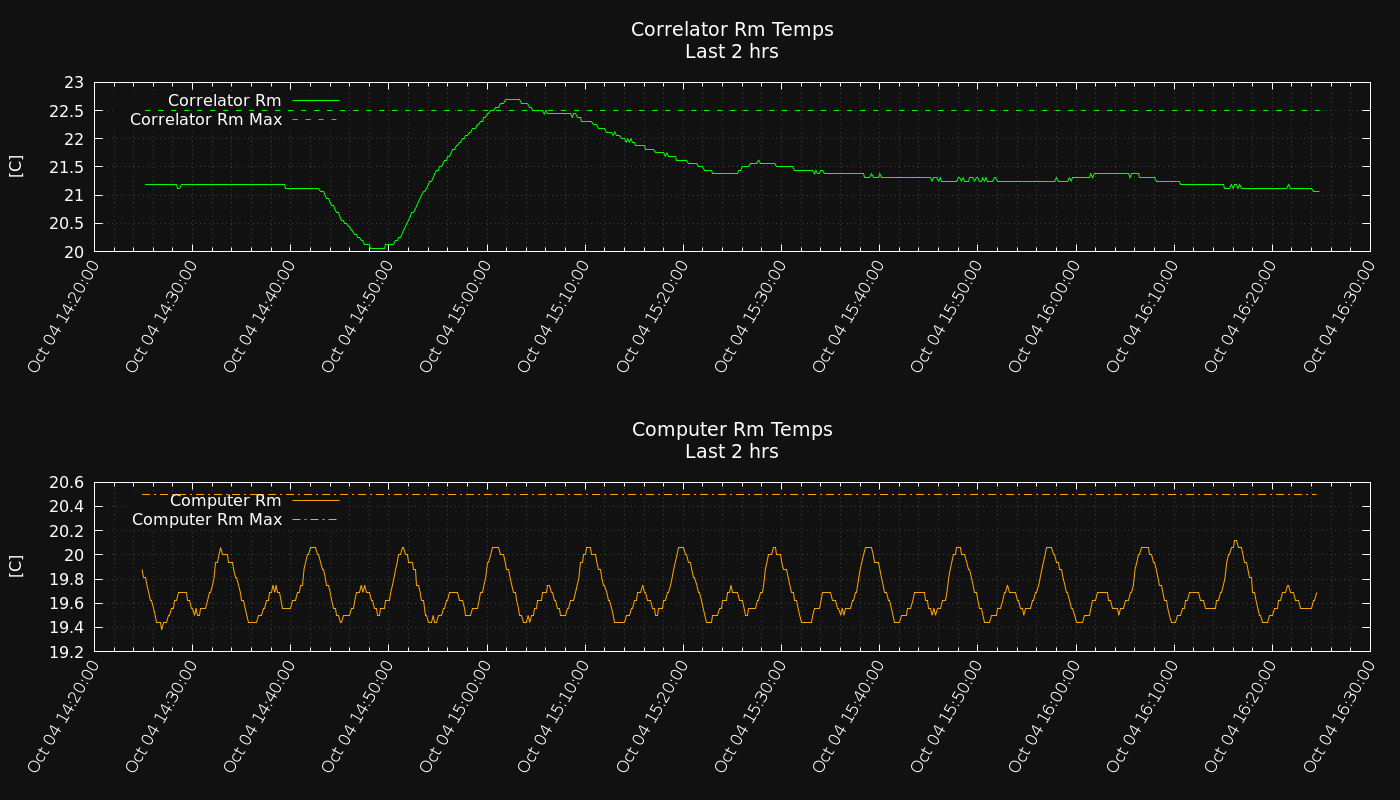 Correlator Rm Temps
Last 2 hrs
23
22.5
22
21.5
21
20.5
20
[C]
Correlator Rm
Correlator Rm Max
Oct 04 14:20:00
Oct 04 14:30:00
Oct 04 14:40:00
Oct 04 14:50:00
Oct 04 15:00:00
Oct 04 15:10:00
Oct 04 15:20:00
Oct 04 15:30:00
Oct 04 15:40:00
Oct 04 15:50:00
Oct 04 16:00:00
Oct 04 16:10:00
Oct 04 16:20:00
Oct 04 16:30:00
Computer Rm Temps
Last 2 hrs
20.6
20.4
20.2
20
19.8
19.6
19.4
19.2
[C]
Computer Rm
Computer Rm Max
Oct 04 14:20:00
Oct 04 14:30:00
Oct 04 14:40:00
Oct 04 14:50:00
Oct 04 15:00:00
Oct 04 15:10:00
Oct 04 15:20:00
Oct 04 15:30:00
Oct 04 15:40:00
Oct 04 15:50:00
Oct 04 16:00:00
Oct 04 16:10:00
Oct 04 16:20:00
Oct 04 16:30:00